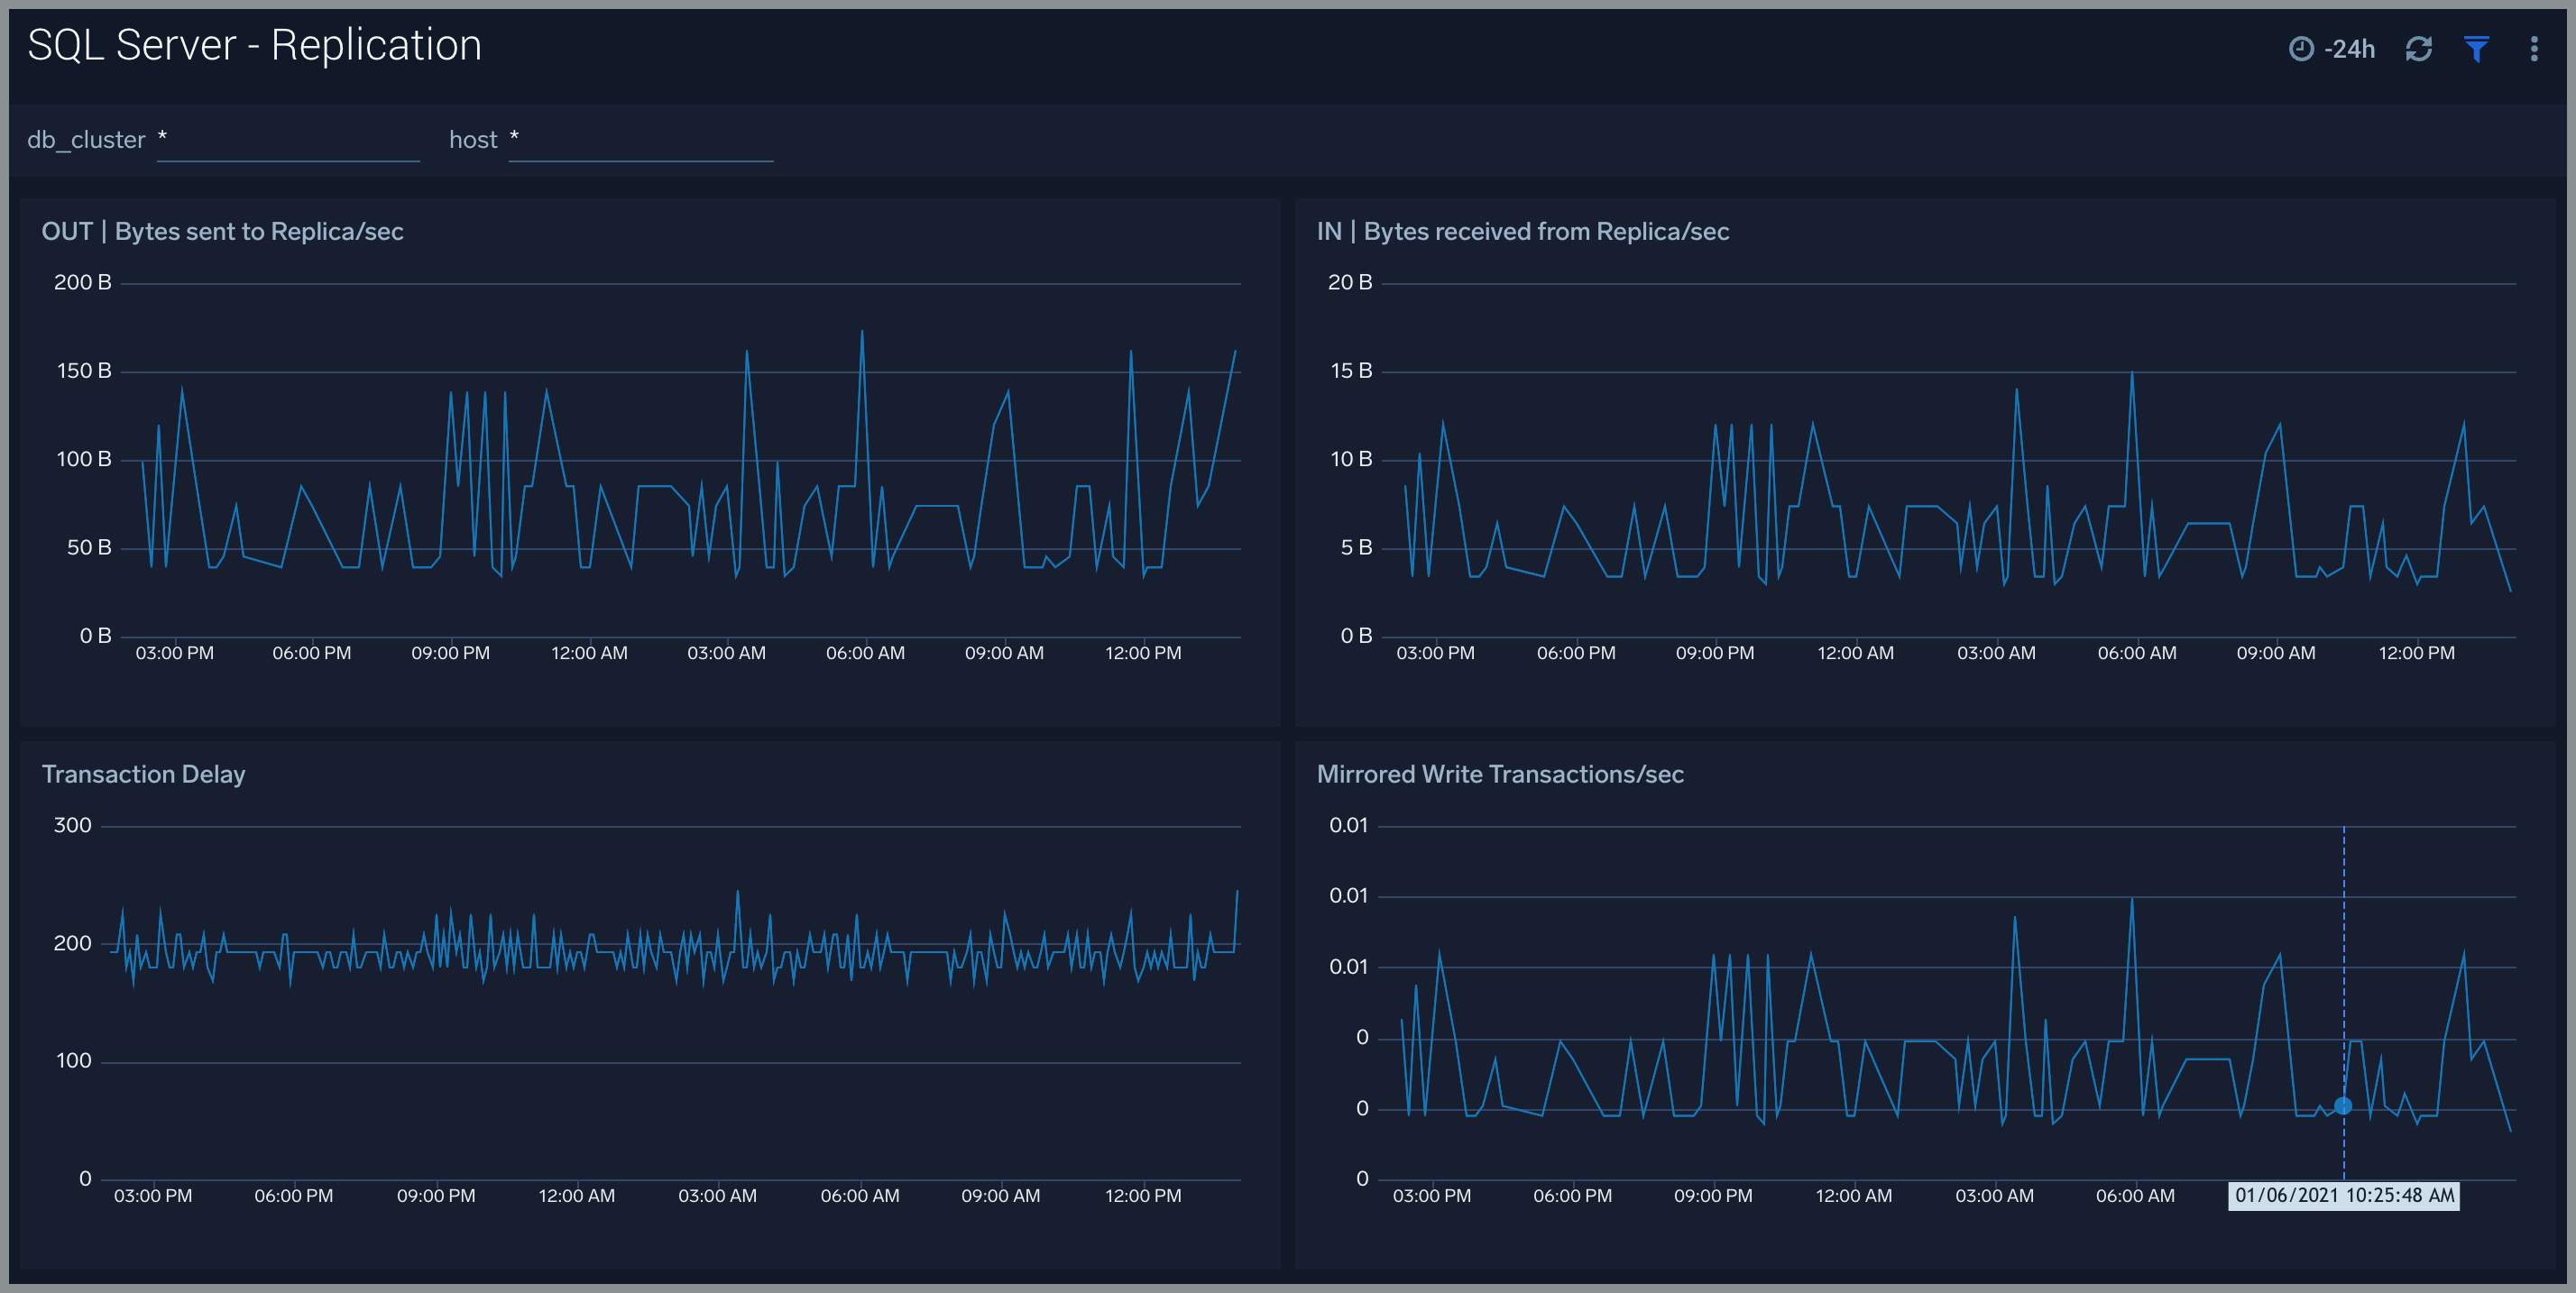 SQL Server - Replication
-24h
db_cluster *
host *
OUT | Bytes sent to Replica/sec
200 B
150 B
100 B
50 B
0 B
03:00 PM 06:00 PM 09:00 PM 12:00 AM 03:00 AM 06:00 AM 09:00 AM 12:00 PM
IN | Bytes received from Replica/sec
20 B
15 B
10 B
5 B
0 B
03:00 PM 06:00 PM 09:00 PM 12:00 AM 03:00 AM 06:00 AM 09:00 AM 12:00 PM
Transaction Delay
300
200
100
0
03:00 PM 06:00 PM 09:00 PM 12:00 AM 03:00 AM 06:00 AM 09:00 AM 12:00 PM
Mirrored Write Transactions/sec
0.01
0.01
0.01
0
0
0
03:00 PM 06:00 PM 09:00 PM 12:00 AM 03:00 AM 06:00 AM 01/06/2021 10:25:48 AM